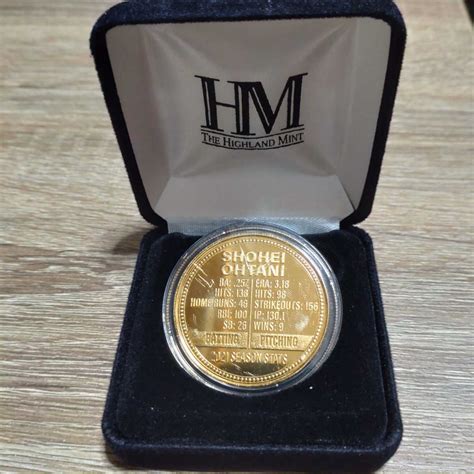 HM
THE HIGHLAND MINT
SHOHEI
OHTANI
BA: .257 ERA: 3.18
HITS: 138 HITS: 98
HOME RUNS: 46 STRIKEOUTS: 156
RBI: 100 IP: 130.1
SB: 26 WINS: 9
BATTING PITCHING
2021 SEASON STATS